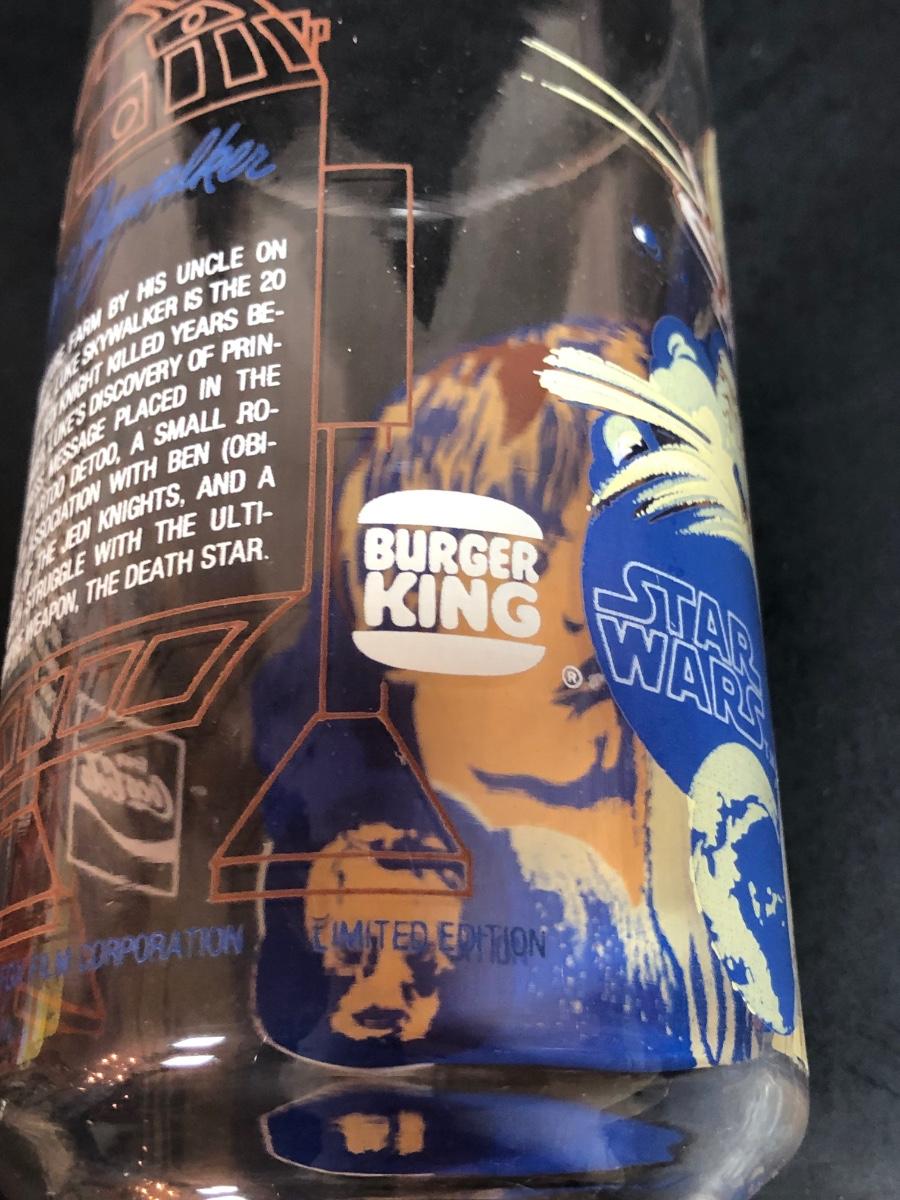 Skywalker
FARM BY HIS UNCLE ON
LUKE SKYWALKER IS THE 20
KNIGHT KILLED YEARS BE-
LUKE'S DISCOVERY OF PRIN-
MESSAGE PLACED IN THE
DETOO, A SMALL RO-
ASSOCIATION WITH BEN (OBI-
OF THE JEDI KNIGHTS, AND A
STRUGGLE WITH THE ULTI-
WEAPON, THE DEATH STAR.
BURGER
KING
®
STAR
WARS
FILM CORPORATION
LIMITED EDITION